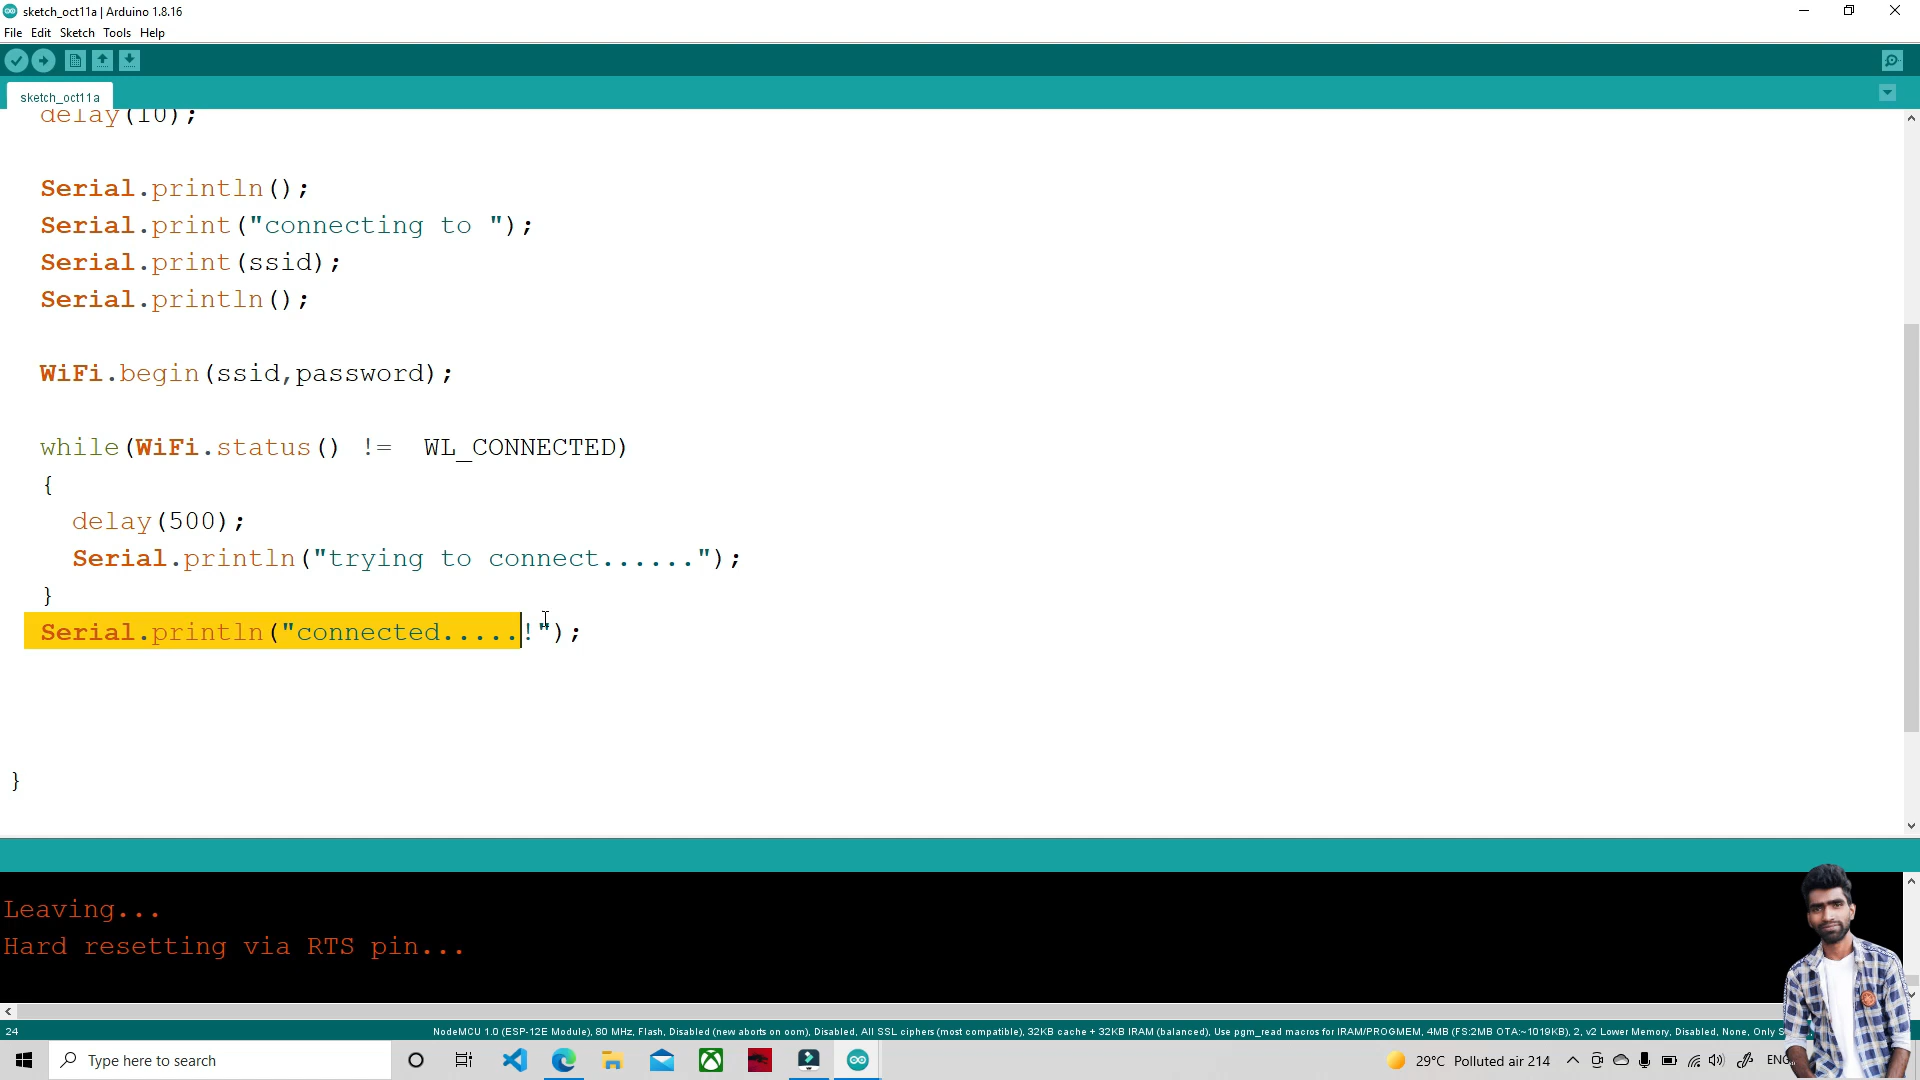 sketch_oct11a | Arduino 1.8.16
File Edit Sketch Tools Help
sketch_oct11a
delay(10);
Serial.println();
Serial.print("connecting to ");
Serial.print(ssid);
Serial.println();
WiFi.begin(ssid,password);
while(WiFi.status() !=  WL_CONNECTED)
{
delay(500);
Serial.println("trying to connect......");
}
Serial.println("connected.....!");
}
Leaving...
Hard resetting via RTS pin...
24 NodeMCU 1.0 (ESP-12E Module), 80 MHz, Flash, Disabled (new aborts on oom), Disabled, All SSL ciphers (most compatible), 32KB cache + 32KB IRAM (balanced), Use pgm_read macros for IRAM/PROGMEM, 4MB (FS:2MB OTA:~1019KB), 2, v2 Lower Memory, Disabled, None, Only S
Type here to search 29°C Polluted air 214 ENG